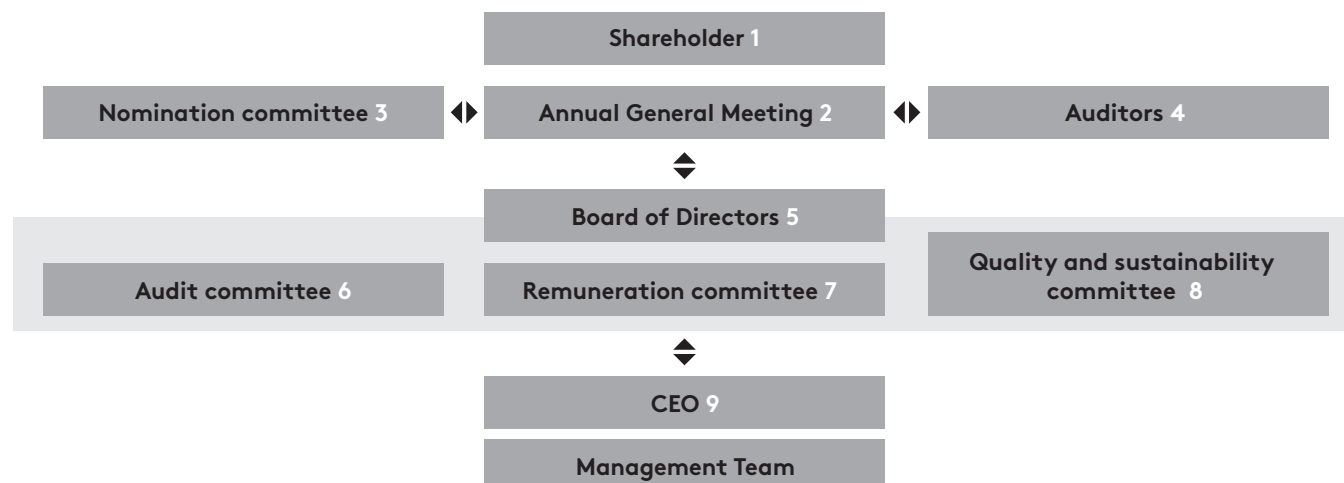 Shareholder 1
Nomination committee 3
Annual General Meeting 2
Auditors 4
Board of Directors 5
Audit committee 6
Remuneration committee 7
Quality and sustainability
committee 8
CEO 9
Management Team